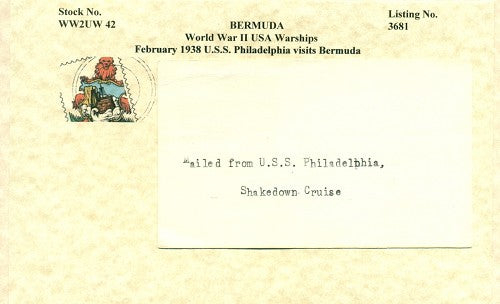 Stock No.
WW2UW 42
BERMUDA
World War II USA Warships
February 1938 U.S.S. Philadelphia visits Bermuda
Listing No.
3681
Mailed from U.S.S. Philadelphia,
Shakedown Cruise